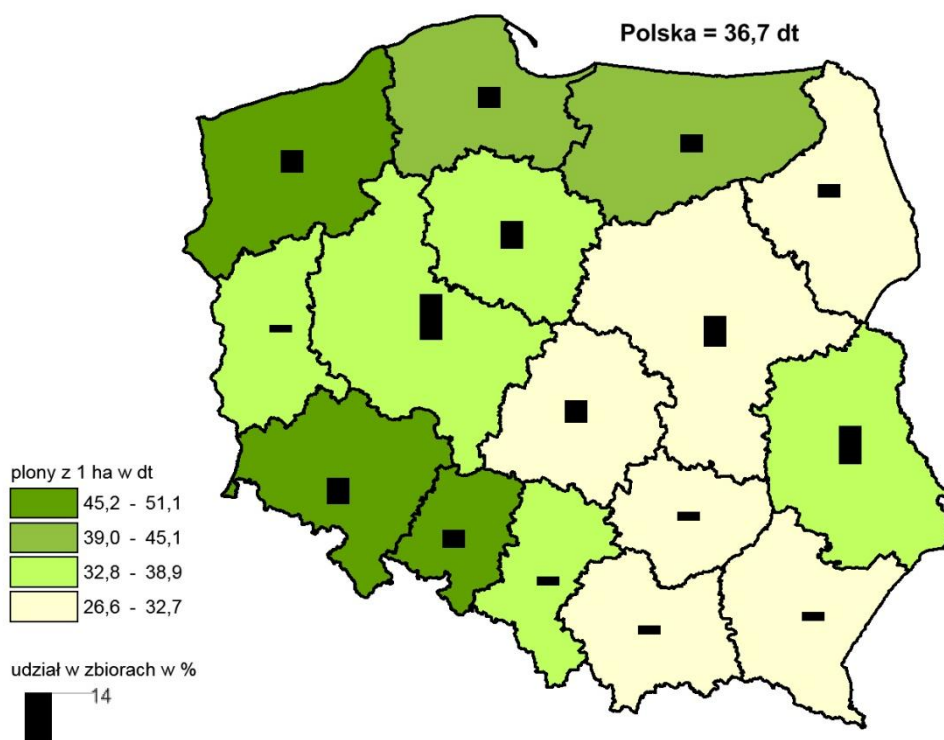 Polska = 36,7 dt
plony z 1 ha w dt
45,2 - 51,1
39,0 - 45,1
32,8 - 38,9
26,6 - 32,7
udział w zbiorach w %
14